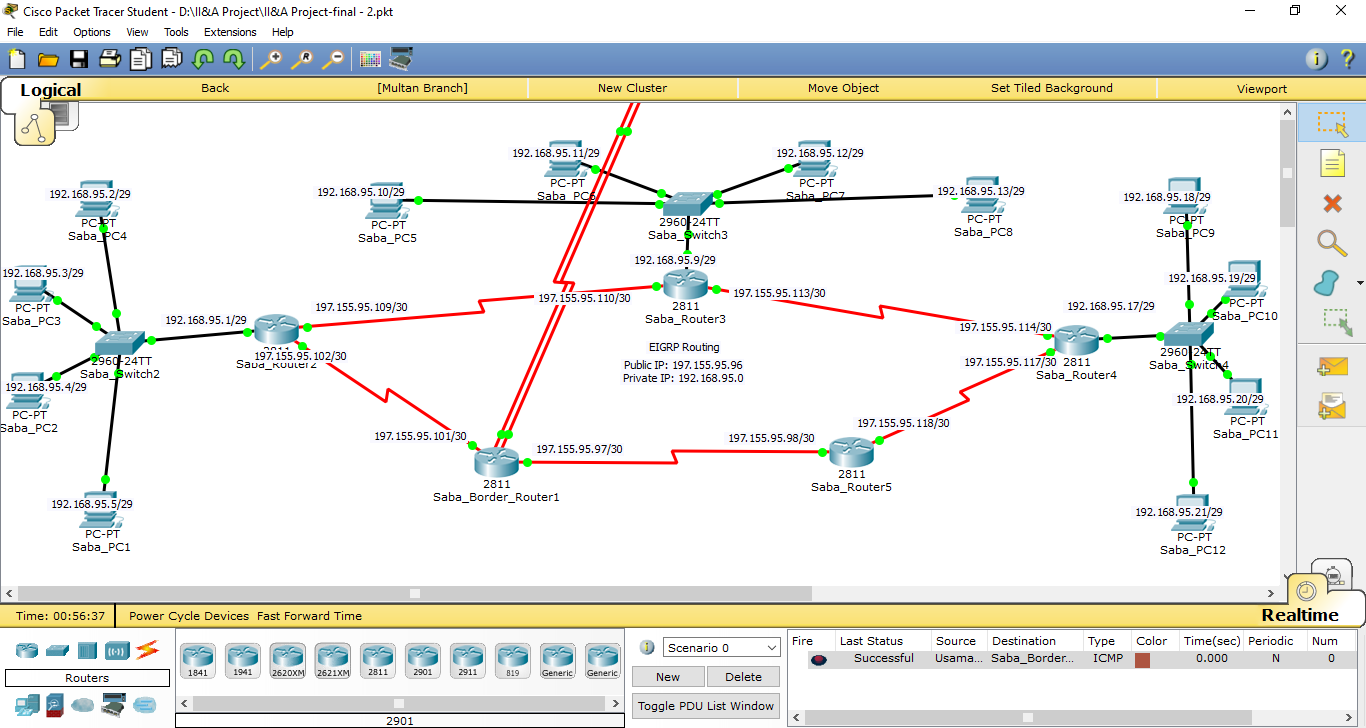 Cisco Packet Tracer Student - D:\II&A Project\II&A Project-final - 2.pkt
File Edit Options View Tools Extensions Help
Logical Back [Multan Branch] New Cluster Move Object Set Tiled Background Viewport
192.168.95.2/29
PC-PT
Saba_PC4
192.168.95.3/29
PC-PT
Saba_PC3
192.168.95.4/29
PC-PT
Saba_PC2
192.168.95.5/29
PC-PT
Saba_PC1
2960-24TT
Saba_Switch2
192.168.95.1/29
2811
Saba_Router2
197.155.95.109/30
197.155.95.102/30
192.168.95.10/29
PC-PT
Saba_PC5
192.168.95.11/29
PC-PT
Saba_PC6
192.168.95.12/29
PC-PT
Saba_PC7
192.168.95.13/29
PC-PT
Saba_PC8
2960-24TT
Saba_Switch3
192.168.95.9/29
197.155.95.110/30
197.155.95.113/30
2811
Saba_Router3
EIGRP Routing
Public IP: 197.155.95.96
Private IP: 192.168.95.0
197.155.95.101/30
197.155.95.97/30
2811
Saba_Border_Router1
197.155.95.98/30
197.155.95.118/30
2811
Saba_Router5
197.155.95.114/30
197.155.95.117/30
192.168.95.17/29
2811
Saba_Router4
2960-24TT
Saba_Switch4
192.168.95.18/29
PC-PT
Saba_PC9
192.168.95.19/29
PC-PT
Saba_PC10
192.168.95.20/29
PC-PT
Saba_PC11
192.168.95.21/29
PC-PT
Saba_PC12
Time: 00:56:37 Power Cycle Devices Fast Forward Time Realtime
Routers
1841 1941 2620XM 2621XM 2811 2901 2911 819 Generic Generic
2901
Scenario 0
New Delete
Toggle PDU List Window
Fire Last Status Source Destination Type Color Time(sec) Periodic Num
Successful Usama... Saba_Border... ICMP 0.000 N 0